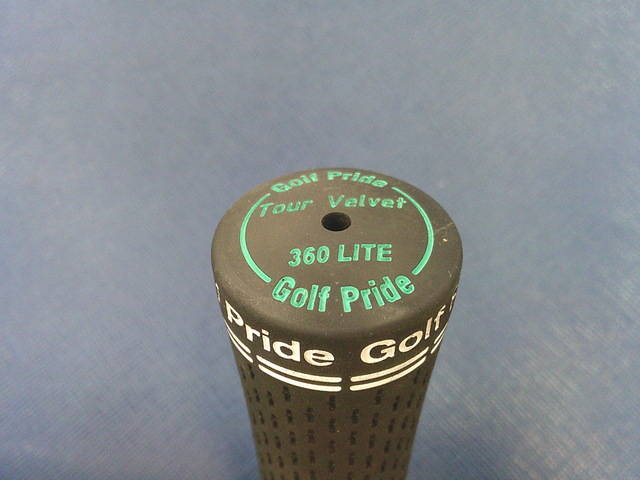 Golf Pride
Tour Velvet
360 LITE
Golf Pride
Pride Golf